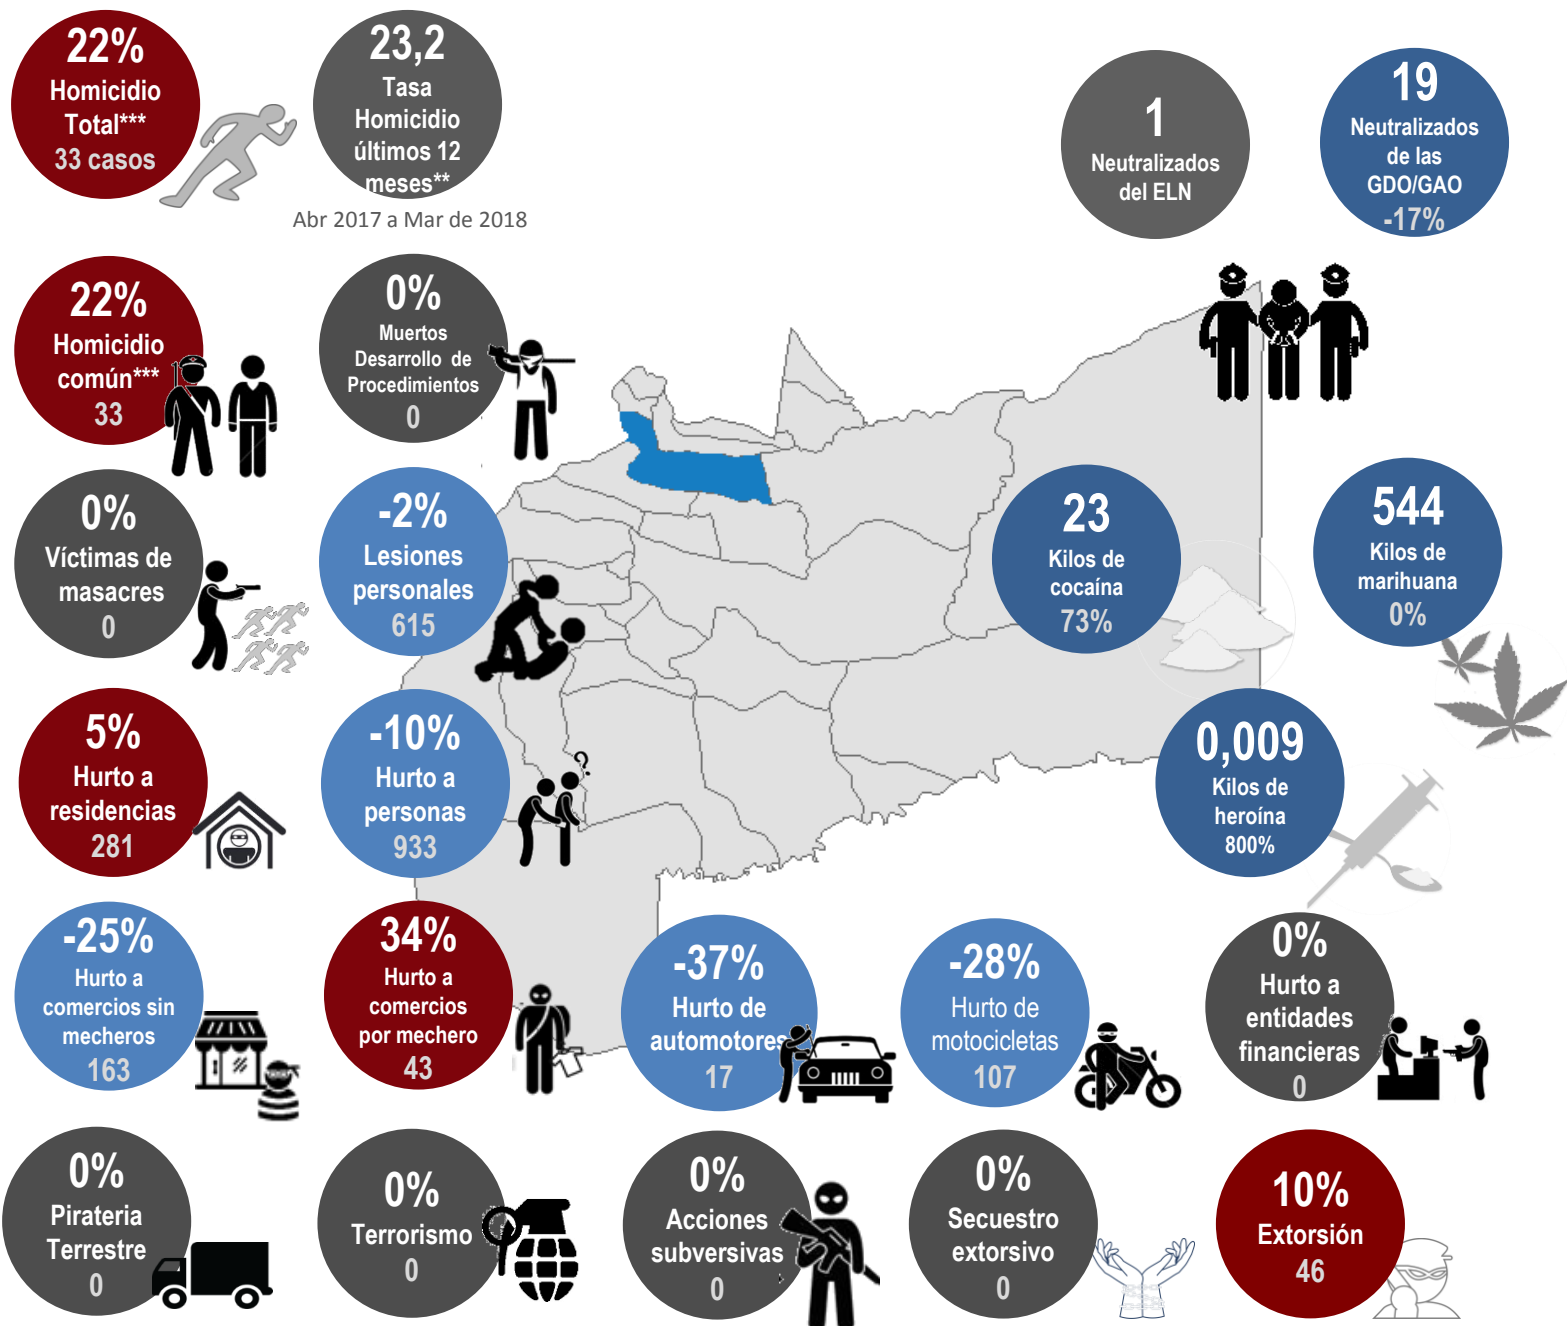 22%
Homicidio
Total***
33 casos
23,2
Tasa
Homicidio
últimos 12
meses**
Abr 2017 a Mar de 2018
1
Neutralizados
del ELN
19
Neutralizados
de las
GDO/GAO
-17%
22%
Homicidio
común***
33
0%
Muertos
Desarrollo de
Procedimientos
0
0%
Víctimas de
masacres
0
-2%
Lesiones
personales
615
23
Kilos de
cocaína
73%
544
Kilos de
marihuana
0%
5%
Hurto a
residencias
281
-10%
Hurto a
personas
933
?
0,009
Kilos de
heroína
800%
-25%
Hurto a
comercios sin
mecheros
163
34%
Hurto a
comercios
por mechero
43
-37%
Hurto de
automotores
17
-28%
Hurto de
motocicletas
107
0%
Hurto a
entidades
financieras
0
0%
Pirateria
Terrestre
0
0%
Terrorismo
0
0%
Acciones
subversivas
0
0%
Secuestro
extorsivo
0
10%
Extorsión
46